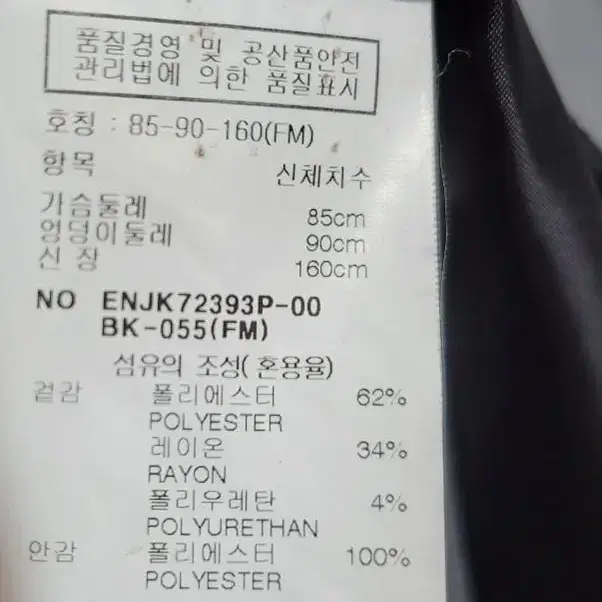 품질경영 및 공산품안전
관리법에 의한 품질표시
호칭 : 85-90-160(FM)
항목 신체치수
가슴둘레 85cm
엉덩이둘레 90cm
신 장 160cm
NO ENJK72393P-00
BK-055(FM)
섬유의 조성( 혼용율)
겉감 폴리에스터 62%
POLYESTER
레이온 34%
RAYON
폴리우레탄 4%
POLYURETHAN
안감 폴리에스터 100%
POLYESTER